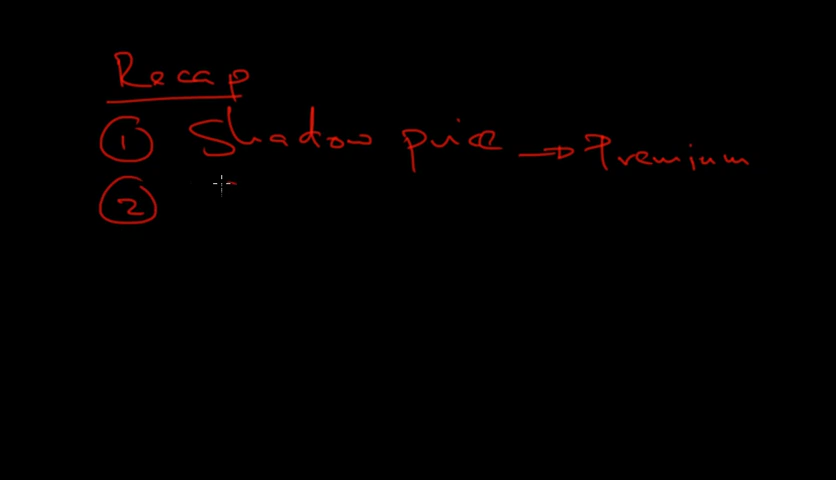 Recap
① Shadow price → Premium
②